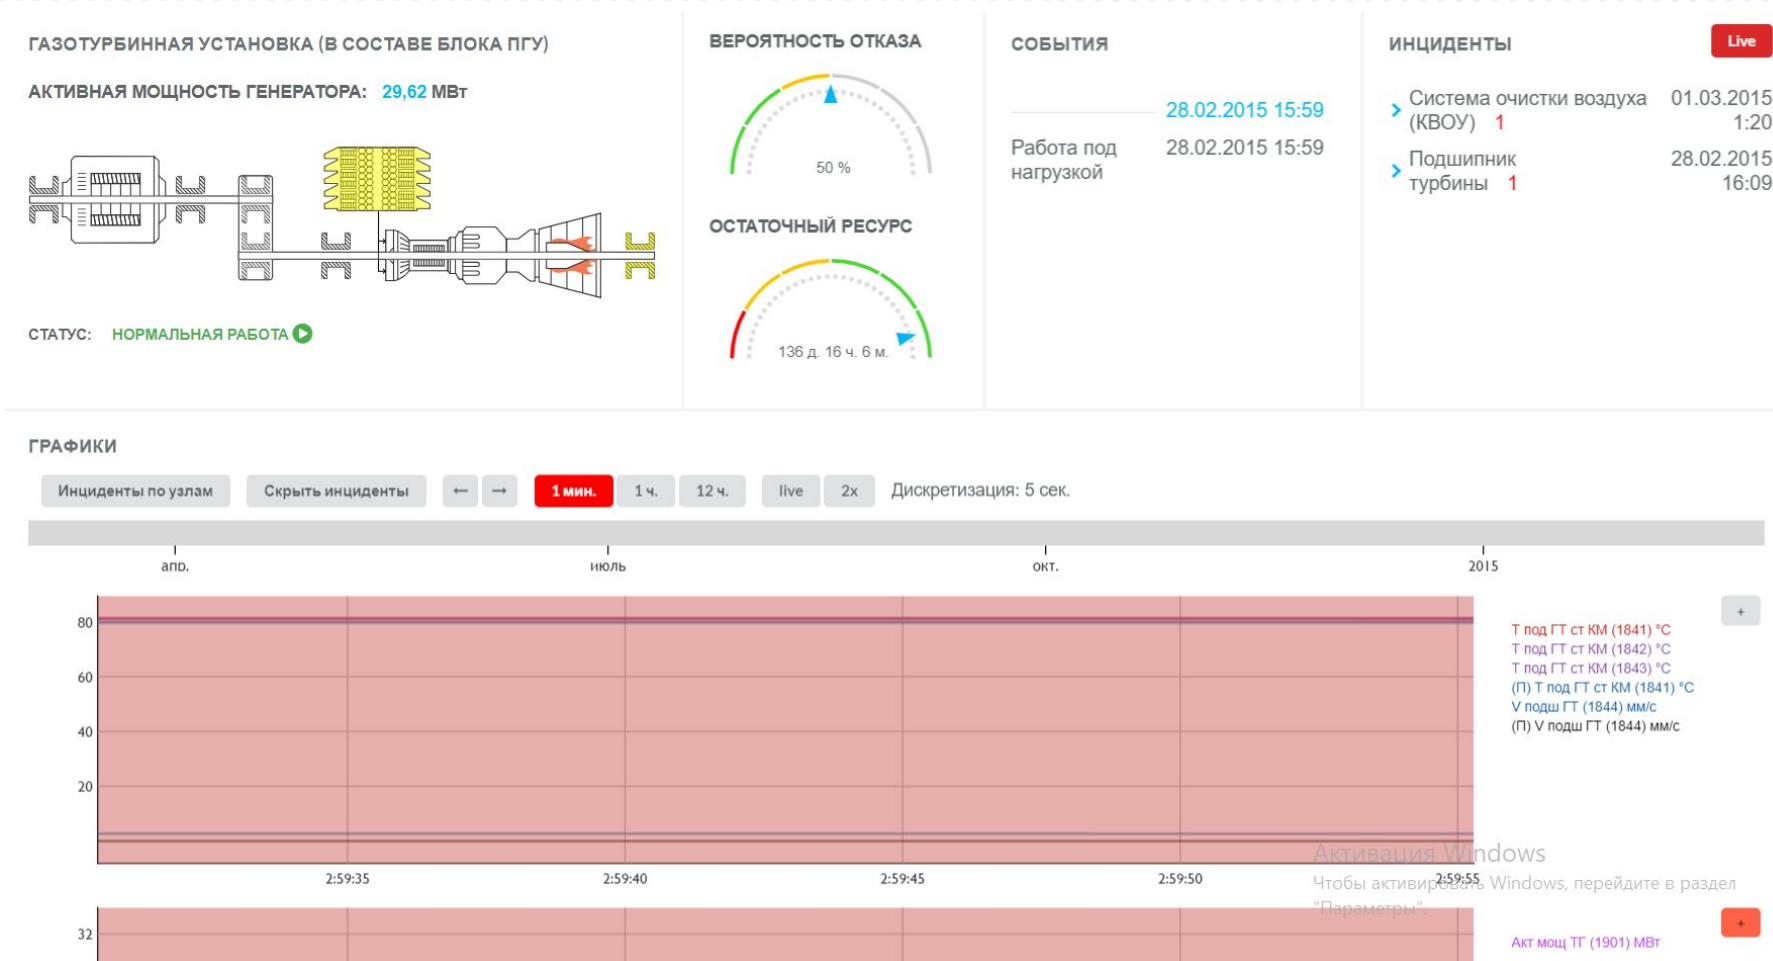 ГАЗОТУРБИННАЯ УСТАНОВКА (В СОСТАВЕ БЛОКА ПГУ)
АКТИВНАЯ МОЩНОСТЬ ГЕНЕРАТОРА: 29,62 МВт
СТАТУС: НОРМАЛЬНАЯ РАБОТА
ВЕРОЯТНОСТЬ ОТКАЗА
50 %
ОСТАТОЧНЫЙ РЕСУРС
136 д. 16 ч. 6 м.
СОБЫТИЯ
28.02.2015 15:59
Работа под 28.02.2015 15:59
нагрузкой
ИНЦИДЕНТЫ Live
Система очистки воздуха 01.03.2015
(КВОУ) 1 1:20
Подшипник 28.02.2015
турбины 1 16:09
ГРАФИКИ
Инциденты по узлам Скрыть инциденты ← → 1 мин. 1 ч. 12 ч. live 2x Дискретизация: 5 сек.
апр. июль окт. 2015
80
60
40
20
2:59:35 2:59:40 2:59:45 2:59:50 2:59:55
+
Т под ГТ ст КМ (1841) °С
Т под ГТ ст КМ (1842) °С
Т под ГТ ст КМ (1843) °С
(П) Т под ГТ ст КМ (1841) °С
V подш ГТ (1844) мм/с
(П) V подш ГТ (1844) мм/с
Активация Windows
Чтобы активировать Windows, перейдите в раздел
"Параметры".
32
+
Акт мощ ТГ (1901) МВт